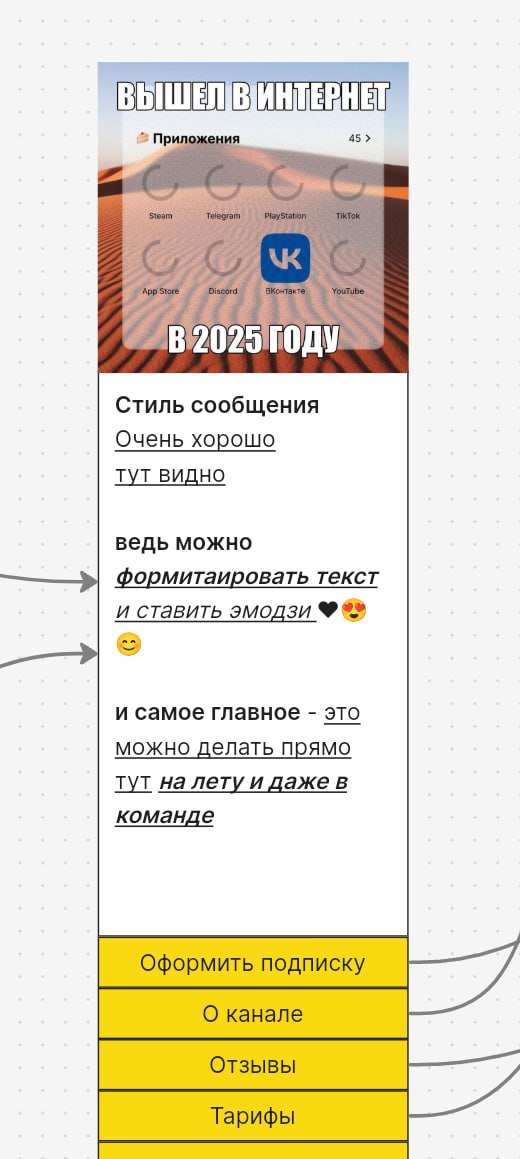 ВЫШЕЛ В ИНТЕРНЕТ
Приложения 45
Steam Telegram PlayStation TikTok
App Store Discord ВКонтакте YouTube
В 2025 ГОДУ
Стиль сообщения
Очень хорошо
тут видно
ведь можно
формитаировать текст
и ставить эмодзи ❤😍
😊
и самое главное - это
можно делать прямо
тут на лету и даже в
команде
Оформить подписку
О канале
Отзывы
Тарифы